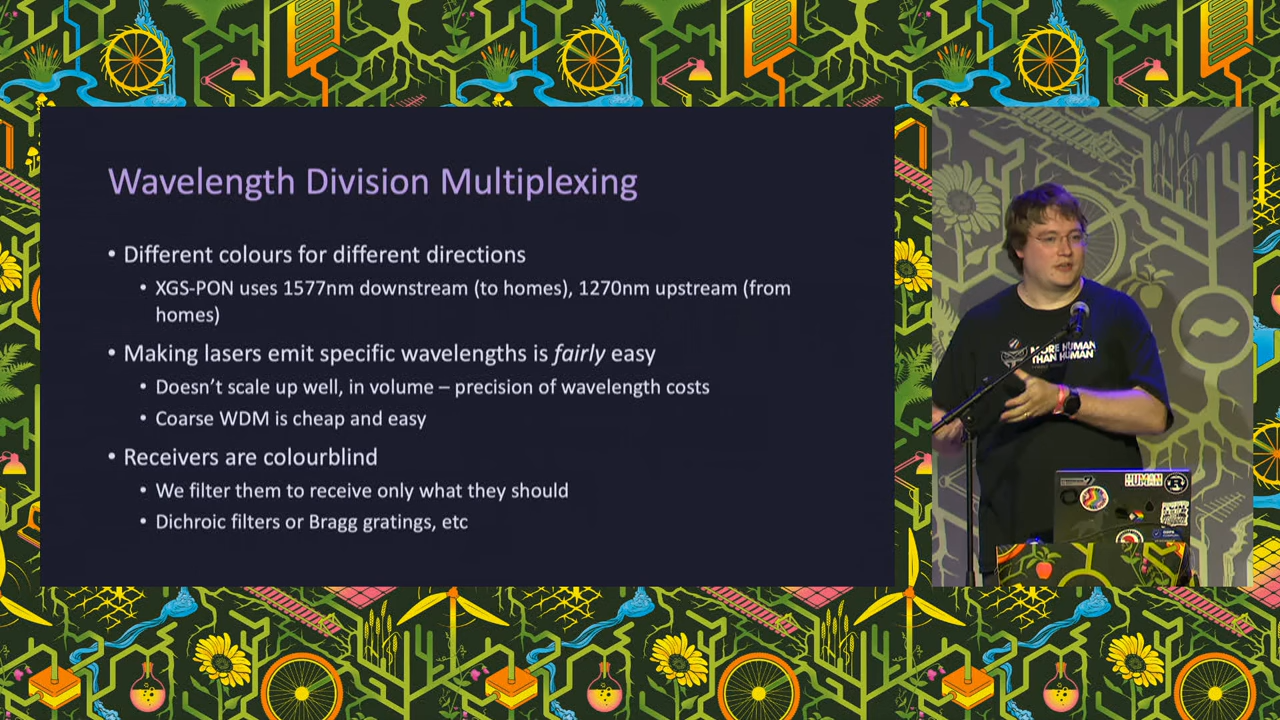 Wavelength Division Multiplexing
• Different colours for different directions
• XGS-PON uses 1577nm downstream (to homes), 1270nm upstream (from
homes)
• Making lasers emit specific wavelengths is fairly easy
• Doesn't scale up well, in volume – precision of wavelength costs
• Coarse WDM is cheap and easy
• Receivers are colourblind
• We filter them to receive only what they should
• Dichroic filters or Bragg gratings, etc
MORE HUMAN
THAN HUMAN
HUMAN